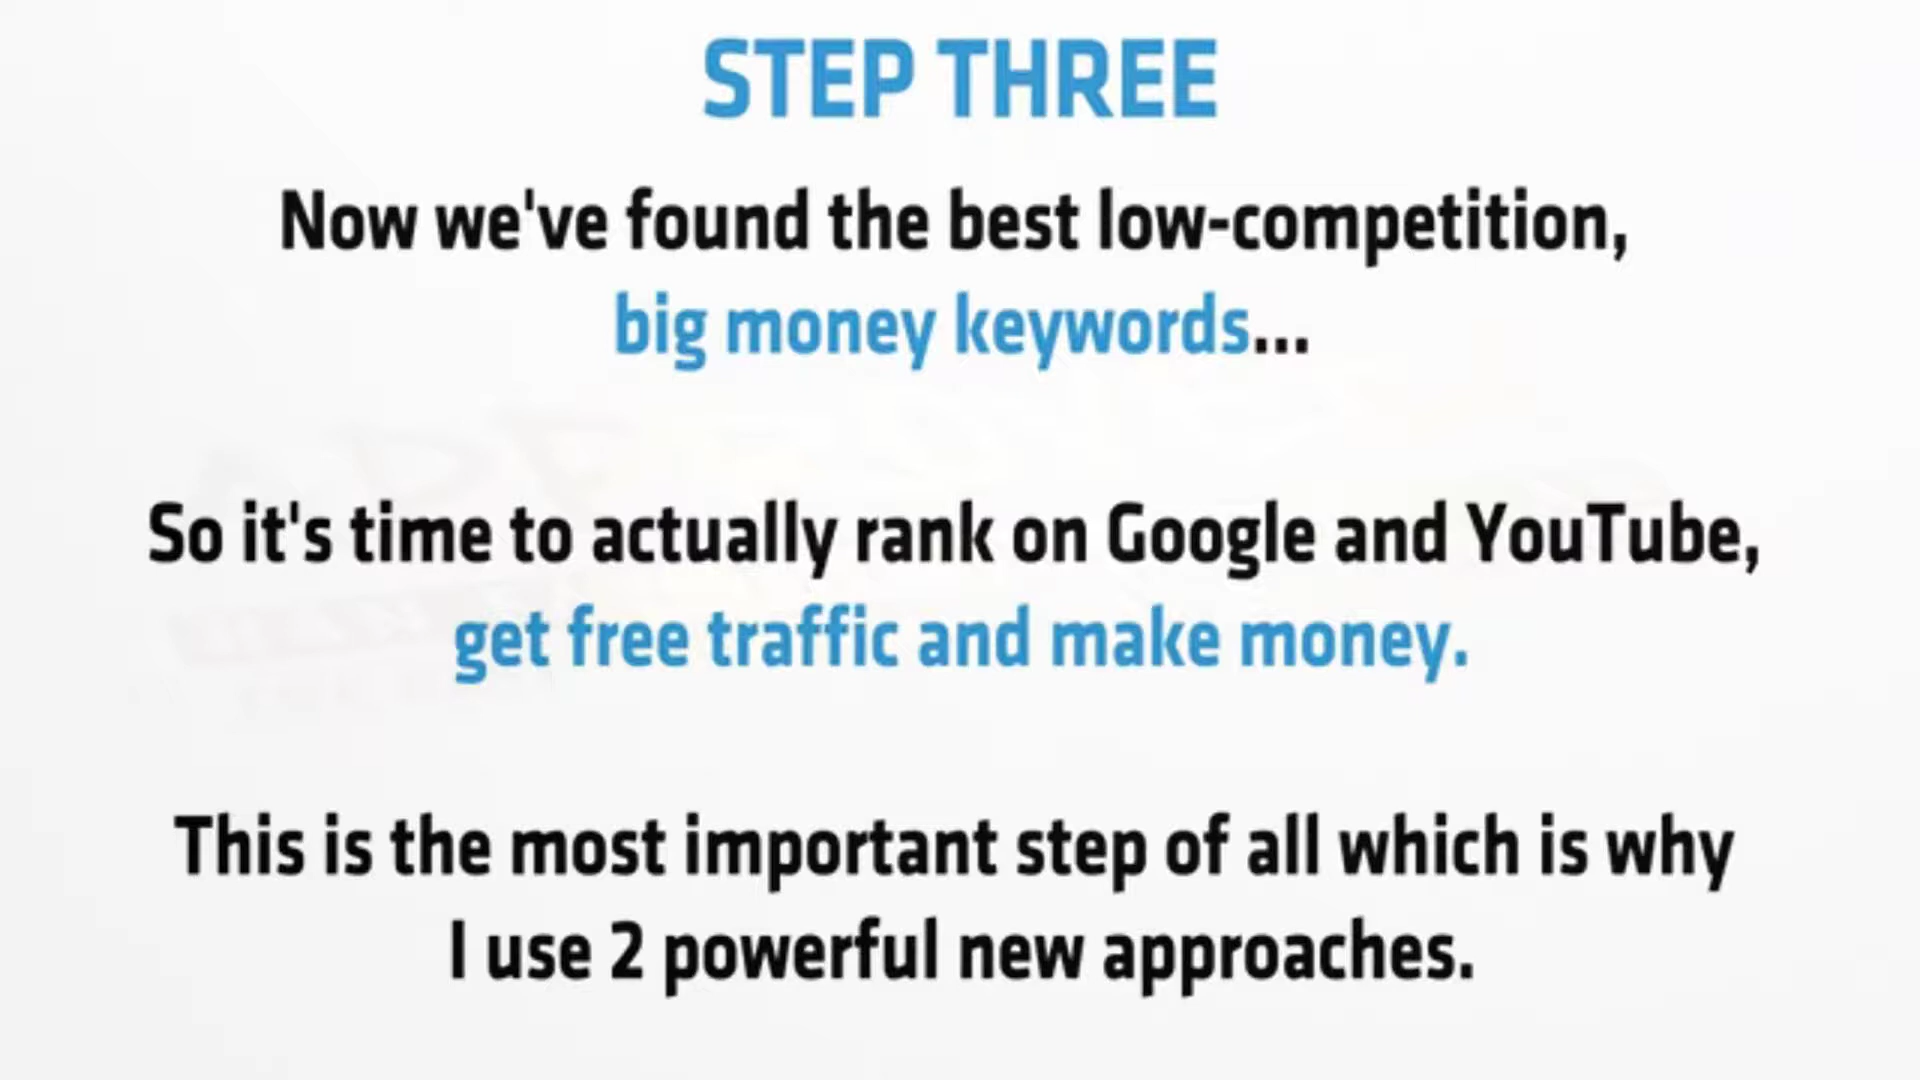 STEP THREE
Now we've found the best low-competition,
big money keywords...
So it's time to actually rank on Google and YouTube,
get free traffic and make money.
This is the most important step of all which is why
I use 2 powerful new approaches.